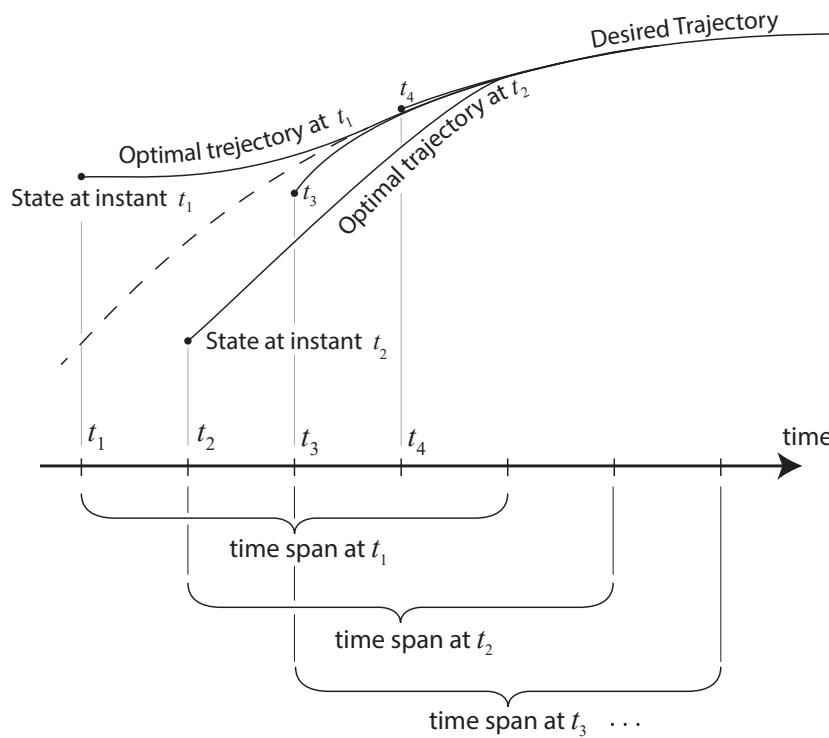 Desired Trajectory
t₄
Optimal trejectory at t₁
Optimal trajectory at t₂
State at instant t₁
t₃
State at instant t₂
t₁ t₂ t₃ t₄ time
time span at t₁
time span at t₂
time span at t₃ ···